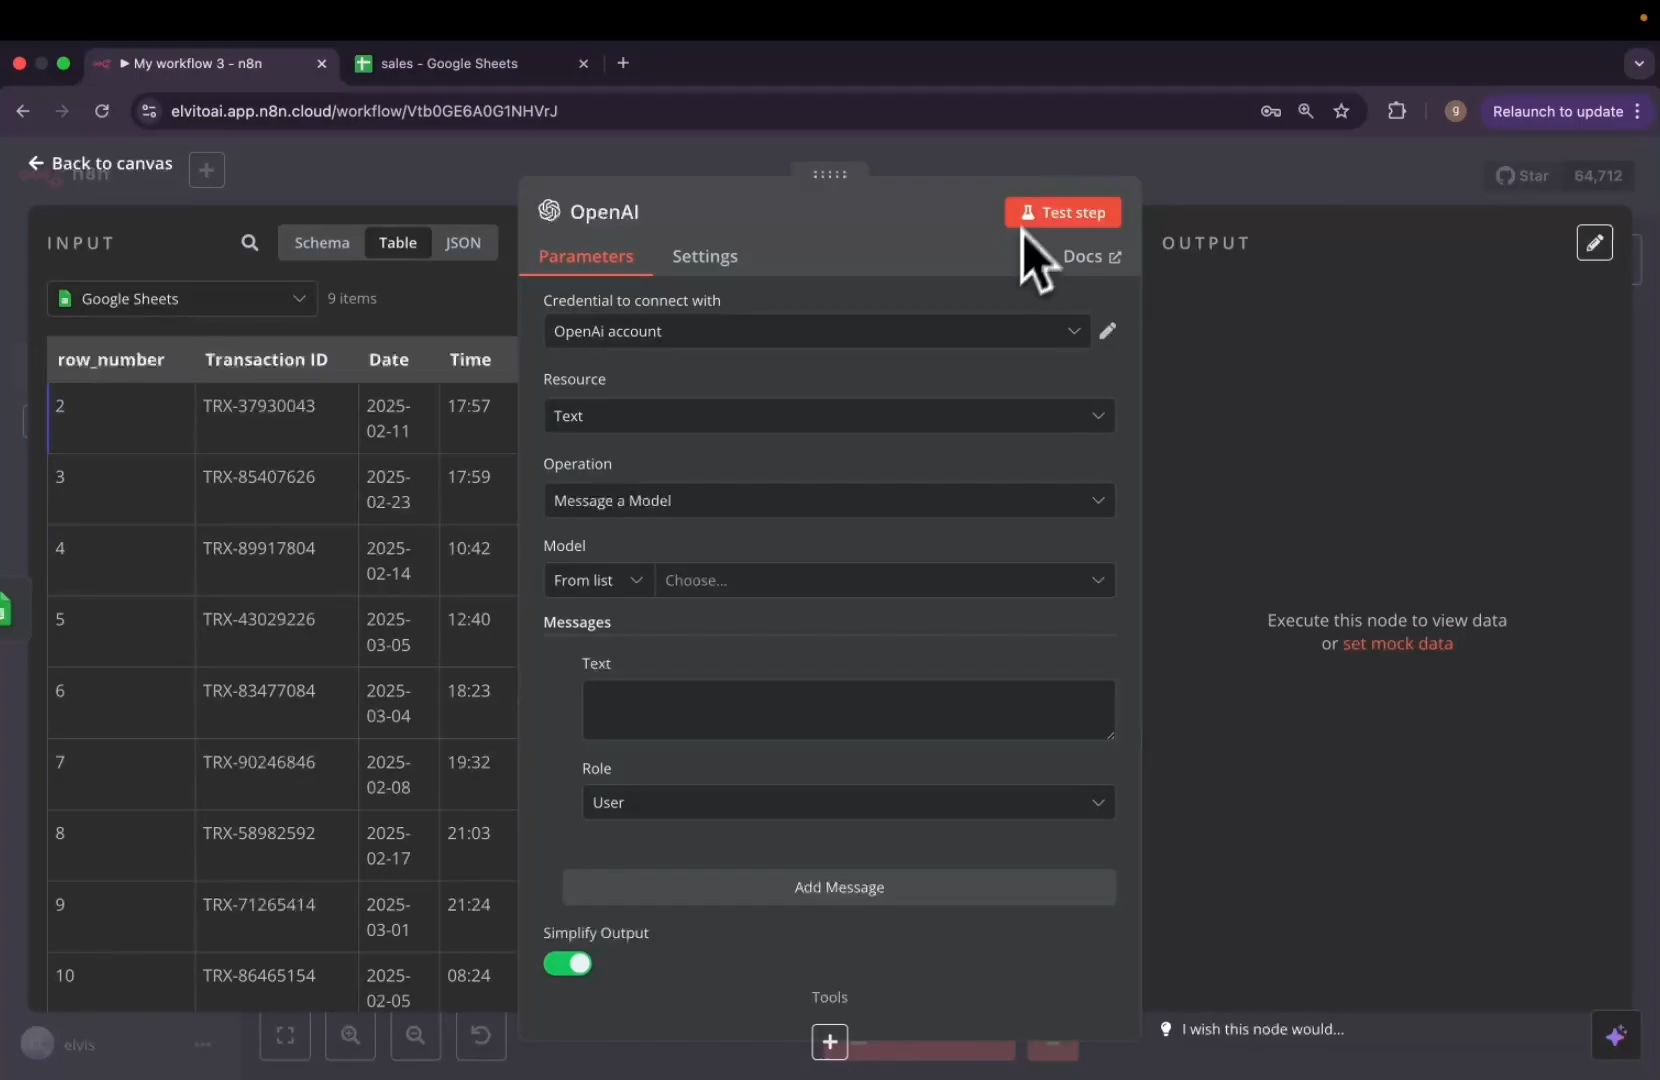 My workflow 3 - n8n
sales - Google Sheets
elvitoai.app.n8n.cloud/workflow/Vtb0GE6A0G1NHVrJ
g
Relaunch to update
Back to canvas
n8n
Star 64,712
INPUT
Schema
Table
JSON
Google Sheets
9 items
row_number Transaction ID Date Time
2 TRX-37930043 2025-02-11 17:57
3 TRX-85407626 2025-02-23 17:59
4 TRX-89917804 2025-02-14 10:42
5 TRX-43029226 2025-03-05 12:40
6 TRX-83477084 2025-03-04 18:23
7 TRX-90246846 2025-02-08 19:32
8 TRX-58982592 2025-02-17 21:03
9 TRX-71265414 2025-03-01 21:24
10 TRX-86465154 2025-02-05 08:24
elvis
OpenAI
Test step
Parameters
Settings
Docs
Credential to connect with
OpenAi account
Resource
Text
Operation
Message a Model
Model
From list
Choose...
Messages
Text
Role
User
Add Message
Simplify Output
Tools
OUTPUT
Execute this node to view data
or set mock data
I wish this node would...